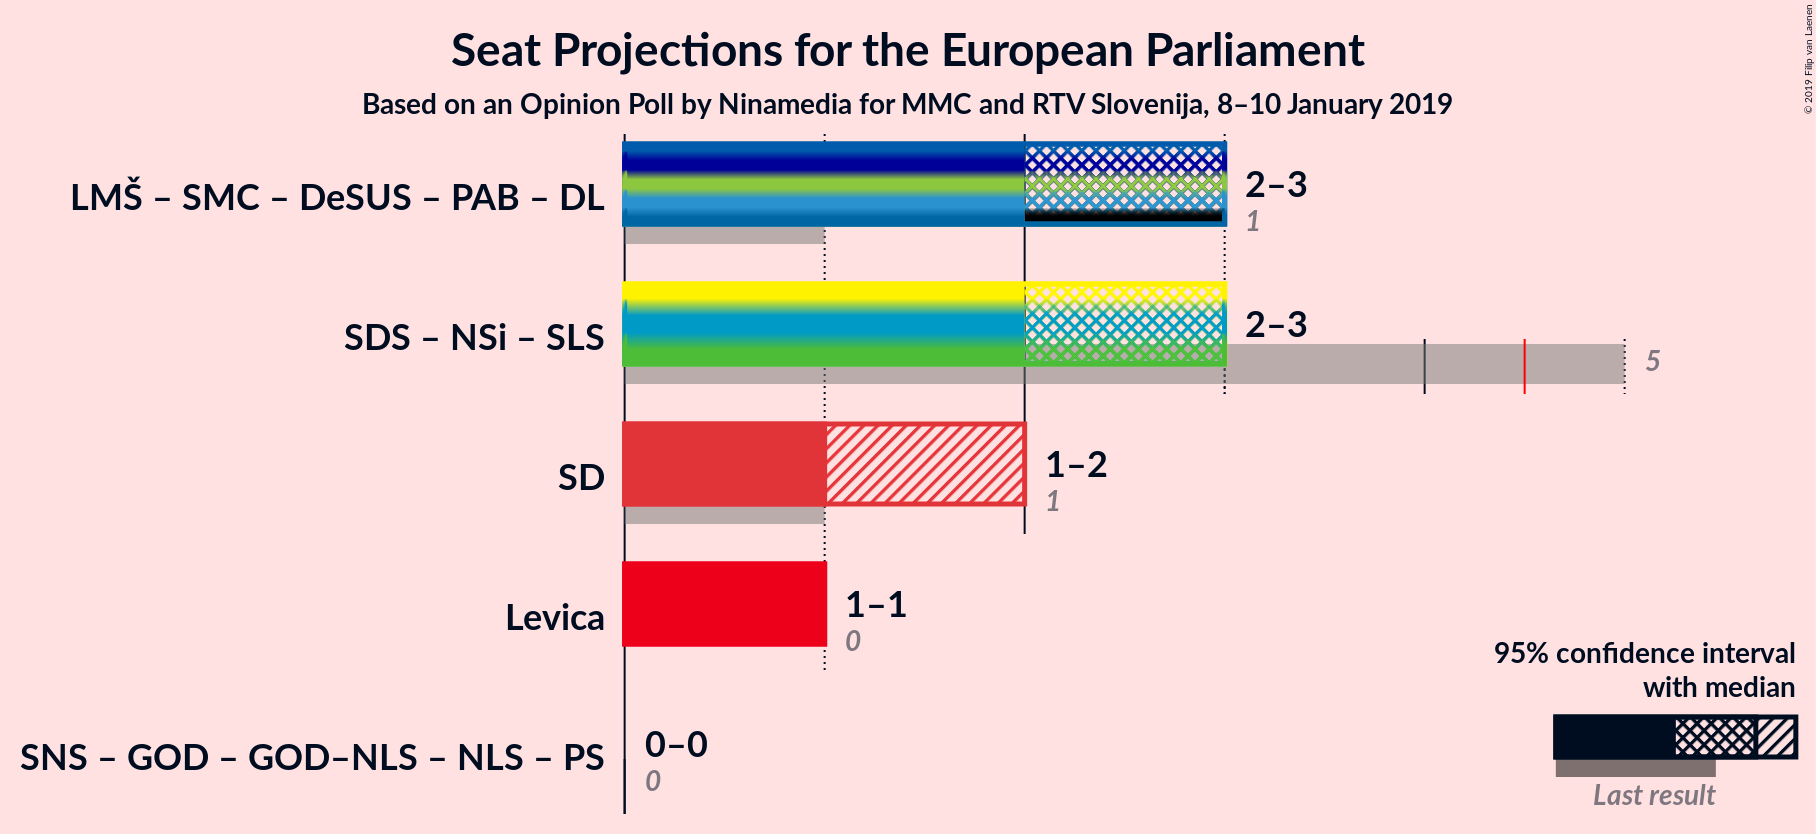 Seat Projections for the European Parliament
Based on an Opinion Poll by Ninamedia for MMC and RTV Slovenija, 8–10 January 2019
© 2019 Filip van Laenen
LMŠ – SMC – DeSUS – PAB – DL
2–3
1
SDS – NSi – SLS
2–3
5
SD
1–2
1
Levica
1–1
0
SNS – GOD – GOD–NLS – NLS – PS
0–0
0
95% confidence interval
with median
Last result